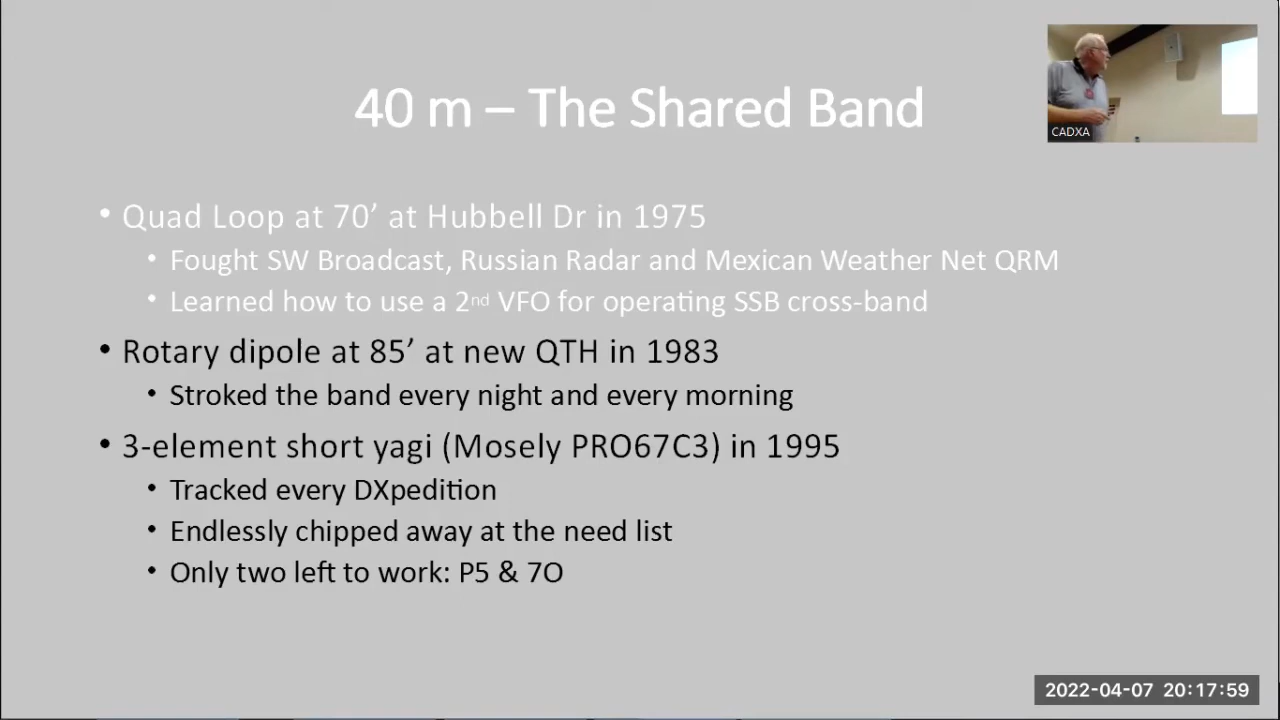 40 m – The Shared Band
CADXA
• Quad Loop at 70’ at Hubbell Dr in 1975
• Fought SW Broadcast, Russian Radar and Mexican Weather Net QRM
• Learned how to use a 2nd VFO for operating SSB cross-band
• Rotary dipole at 85’ at new QTH in 1983
• Stroked the band every night and every morning
• 3-element short yagi (Mosely PRO67C3) in 1995
• Tracked every DXpedition
• Endlessly chipped away at the need list
• Only two left to work: P5 & 7O
2022-04-07 20:17:59